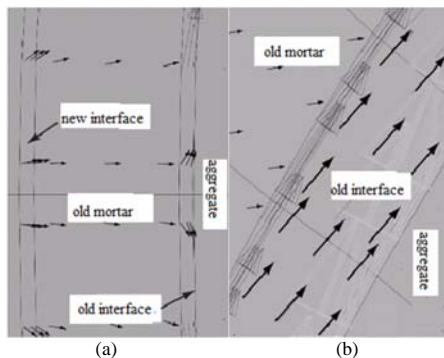 new interface
old mortar
old interface
aggregate
(a)
old mortar
old interface
aggregate
(b)